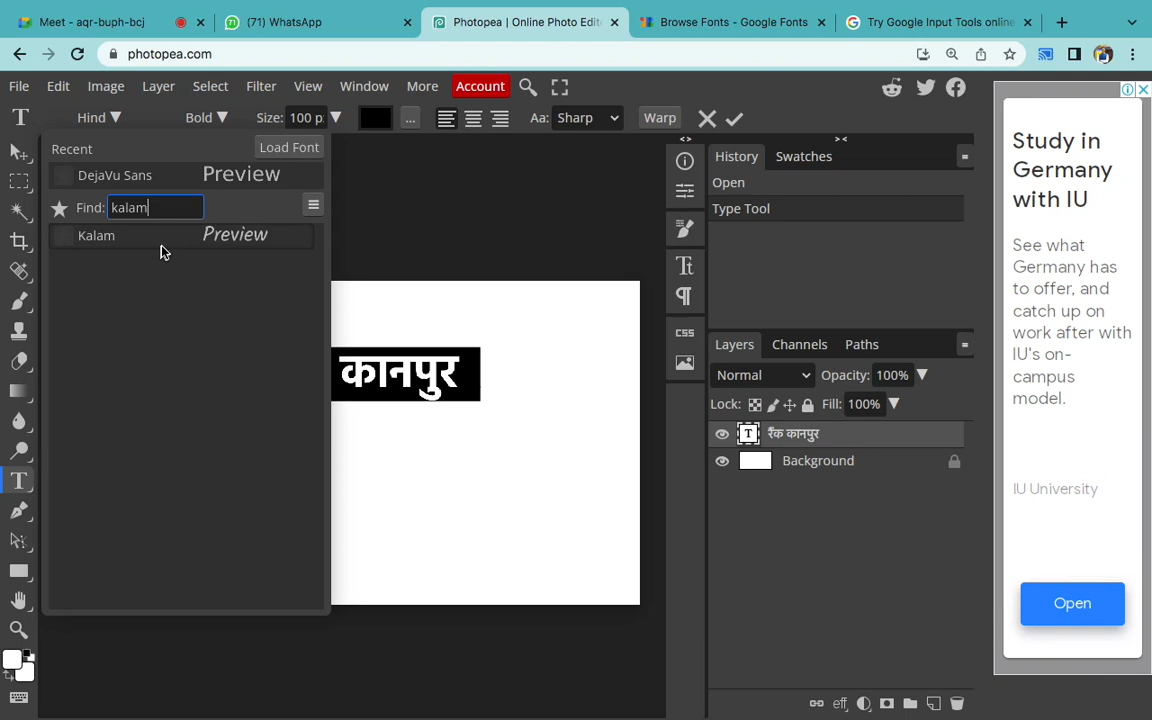 Meet - aqr-buph-bcj
(71) WhatsApp
Photopea | Online Photo Edit
Browse Fonts - Google Fonts
Try Google Input Tools online
photopea.com
File Edit Image Layer Select Filter View Window More Account
Hind Bold Size: 100 p ... Aa: Sharp Warp
Recent
Load Font
DejaVu Sans Preview
Find: kalam
Kalam Preview
कानपुर
History Swatches
Open
Type Tool
CSS
Layers Channels Paths
Normal Opacity: 100%
Lock: Fill: 100%
T रैंक कानपुर
Background
eff
Study in
Germany
with IU
See what
Germany has
to offer, and
catch up on
work after with
IU's on-
campus
model.
IU University
Open